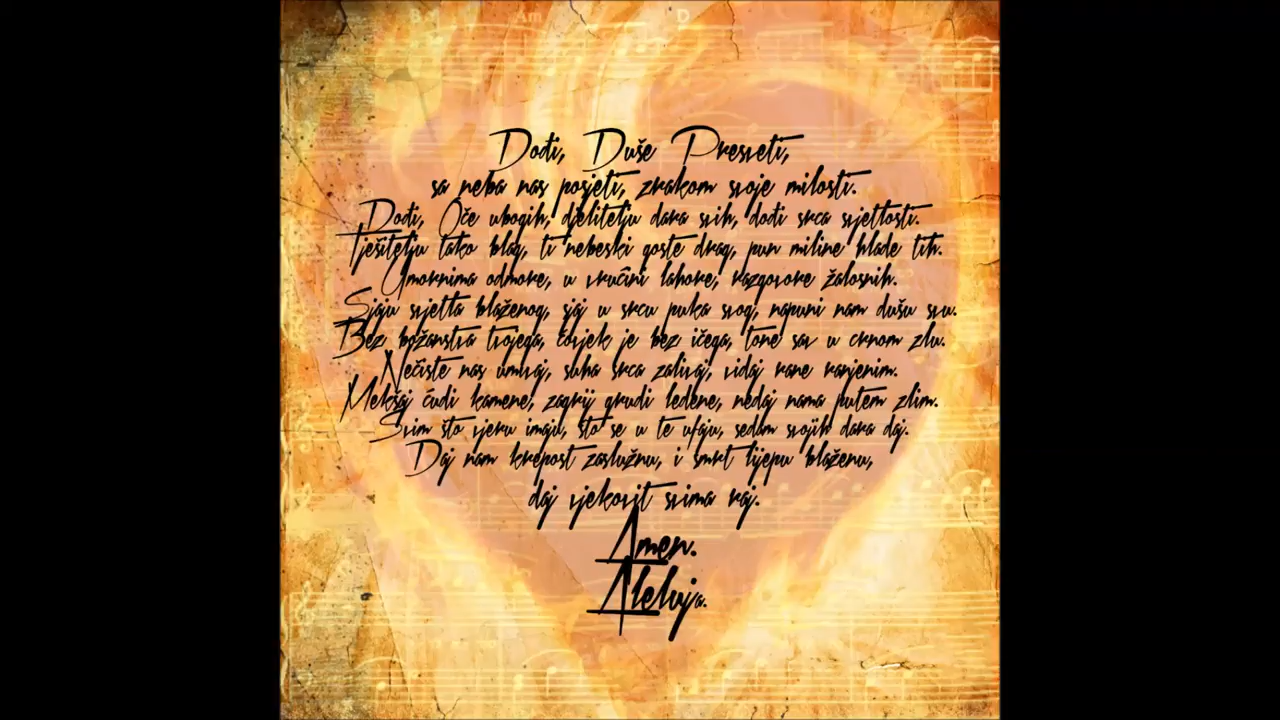 B Am D
Dođi, Duše Presveti,
sa neba nas posjeti, zrakom svoje milosti.
Dođi, Oče ubogih, djelitelju dara svih, dođi srca svjetlosti.
Tješitelju tako blag, ti nebeski goste drag, pun miline hlade tih.
Umornima odmore, u vrućini lahore, razgovore žalosnih.
Sjaju svjetla blaženog, sjaj u srcu puka svog, napuni nam dušu svu.
Bez božanstva tvojega, čovjek je bez ičega, tone sav u crnom zlu.
Nečiste nas umivaj, suha srca zalivaj, vidaj rane ranjenim.
Mekšaj ćudi kamene, zagrij grudi ledene, nedaj nama putem zlim.
Svim što vjeru imaju, što se u te ufaju, sedam svojih dara daj.
Daj nam krepost zaslužnu, i smrt lijepu blaženu,
daj vjekovit svima raj.
Amen.
Aleluja.